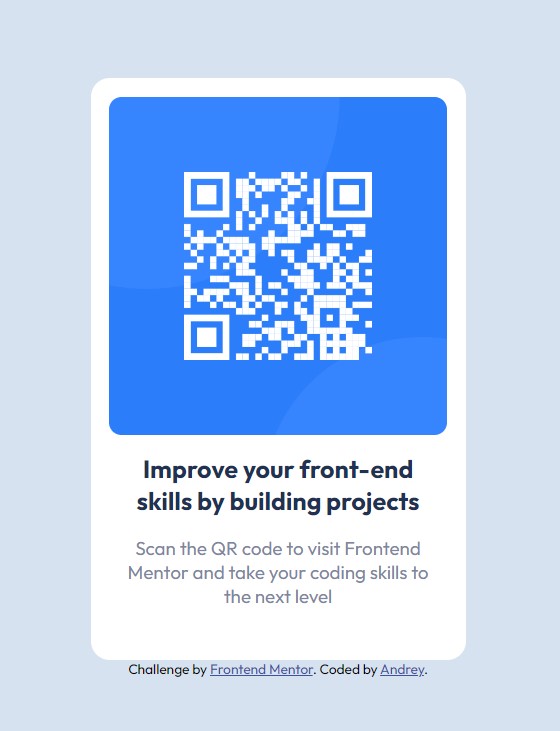 Improve your front-end
skills by building projects
Scan the QR code to visit Frontend
Mentor and take your coding skills to
the next level
Challenge by Frontend Mentor. Coded by Andrey.